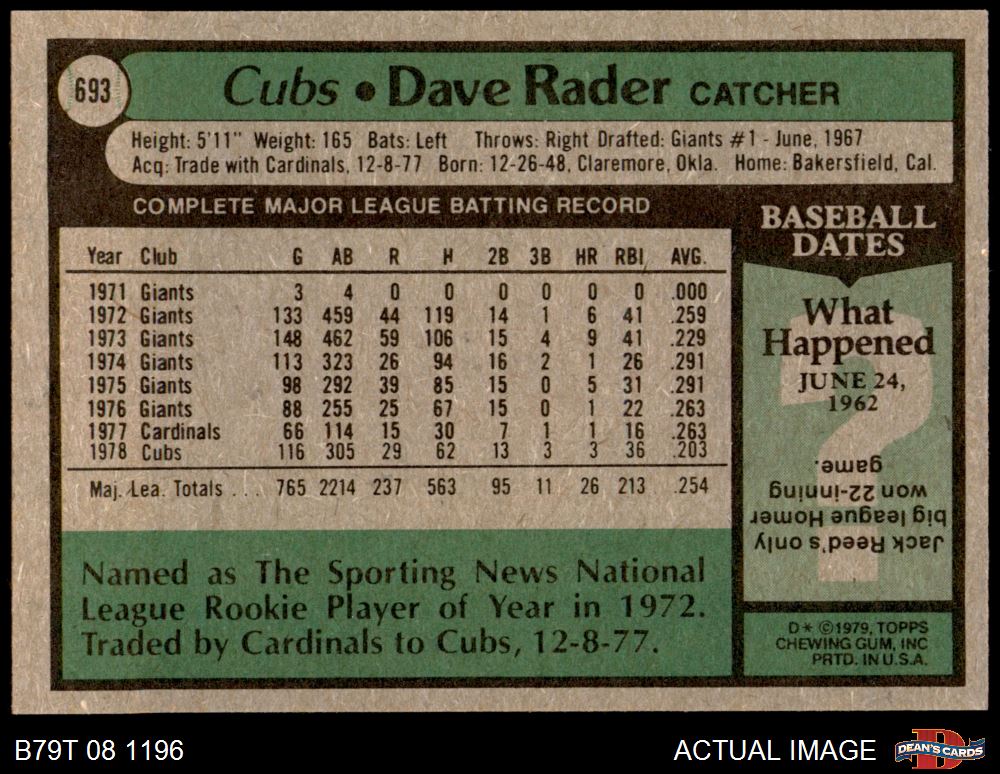 693
Cubs • Dave Rader CATCHER
Height: 5'11" Weight: 165 Bats: Left Throws: Right Drafted: Giants #1 - June, 1967
Acq: Trade with Cardinals, 12-8-77 Born: 12-26-48, Claremore, Okla. Home: Bakersfield, Cal.
COMPLETE MAJOR LEAGUE BATTING RECORD
Year Club G AB R H 2B 3B HR RBI AVG.
1971 Giants 3 4 0 0 0 0 0 0 .000
1972 Giants 133 459 44 119 14 1 6 41 .259
1973 Giants 148 462 59 106 15 4 9 41 .229
1974 Giants 113 323 26 94 16 2 1 26 .291
1975 Giants 98 292 39 85 15 0 5 31 .291
1976 Giants 88 255 25 67 15 0 1 22 .263
1977 Cardinals 66 114 15 30 7 1 1 16 .263
1978 Cubs 116 305 29 62 13 3 3 36 .203
Maj. Lea. Totals ... 765 2214 237 563 95 11 26 213 .254
Named as The Sporting News National
League Rookie Player of Year in 1972.
Traded by Cardinals to Cubs, 12-8-77.
BASEBALL
DATES
What
Happened
JUNE 24,
1962
?
Jack Reed's only
big league Homer
won 22-inning
game.
D* ©1979, TOPPS
CHEWING GUM, INC
PRTD. IN U.S.A.
B79T 08 1196
ACTUAL IMAGE
D
DEAN'S CARDS